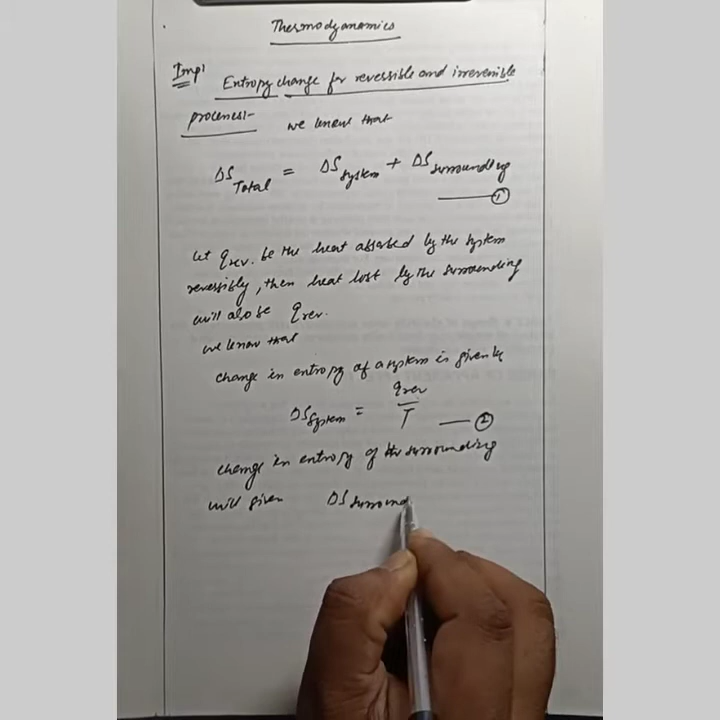 Thermodyanamics
Imp: Entropy change for reversible and irreversible
process:- we know that
ΔS Total = ΔS system + ΔS surrounding
①
Let qrev. be the heat absorbed by the system
reversibly, then heat lost by the surrounding
will also be qrev.
we know that
change in entropy of a system is given by
ΔS system = qrev/T — ②
change in entropy of the surrounding
will given ΔS surround